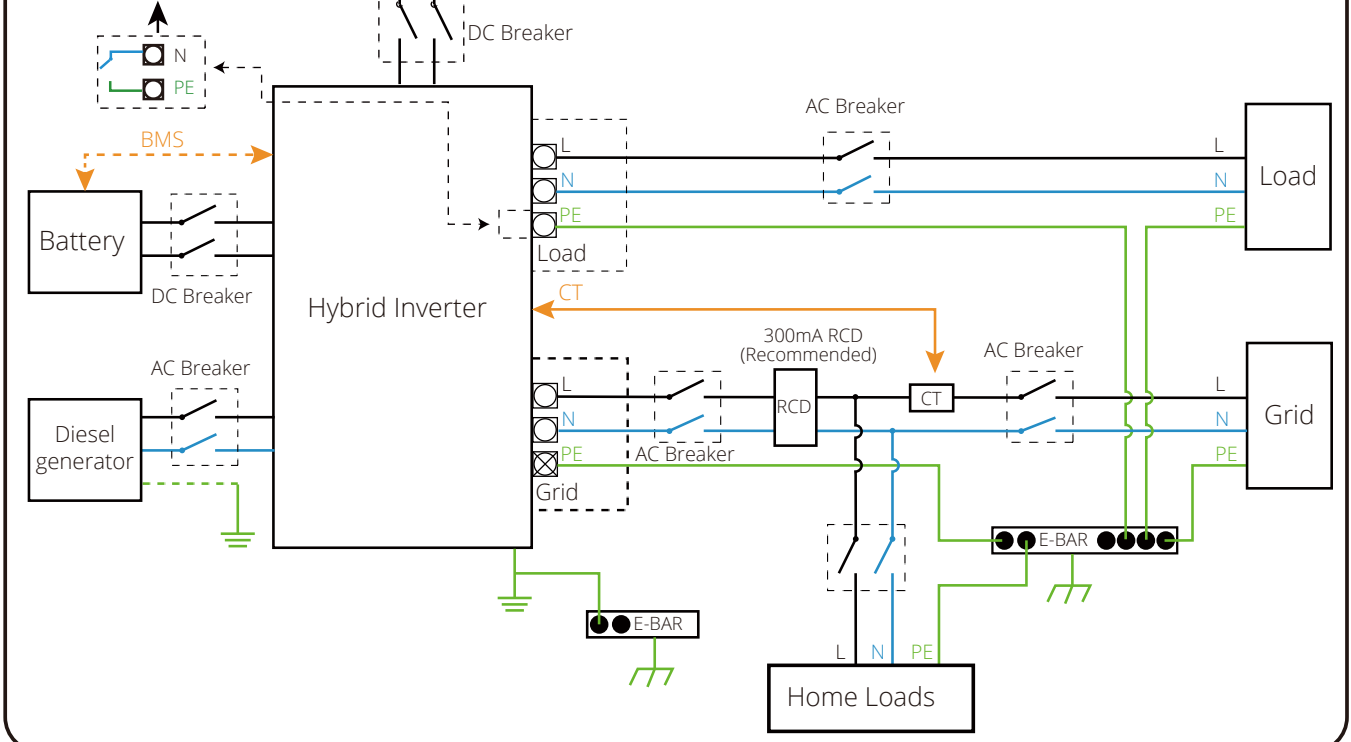 DC Breaker
N
PE
AC Breaker
BMS
L
L
N
N
Load
PE
PE
Battery
Load
DC Breaker
Hybrid Inverter
CT
300mA RCD
(Recommended)
AC Breaker
AC Breaker
L
L
RCD
CT
N
N
Grid
Diesel
generator
PE
AC Breaker
PE
Grid
E-BAR
E-BAR
L
N
PE
Home Loads